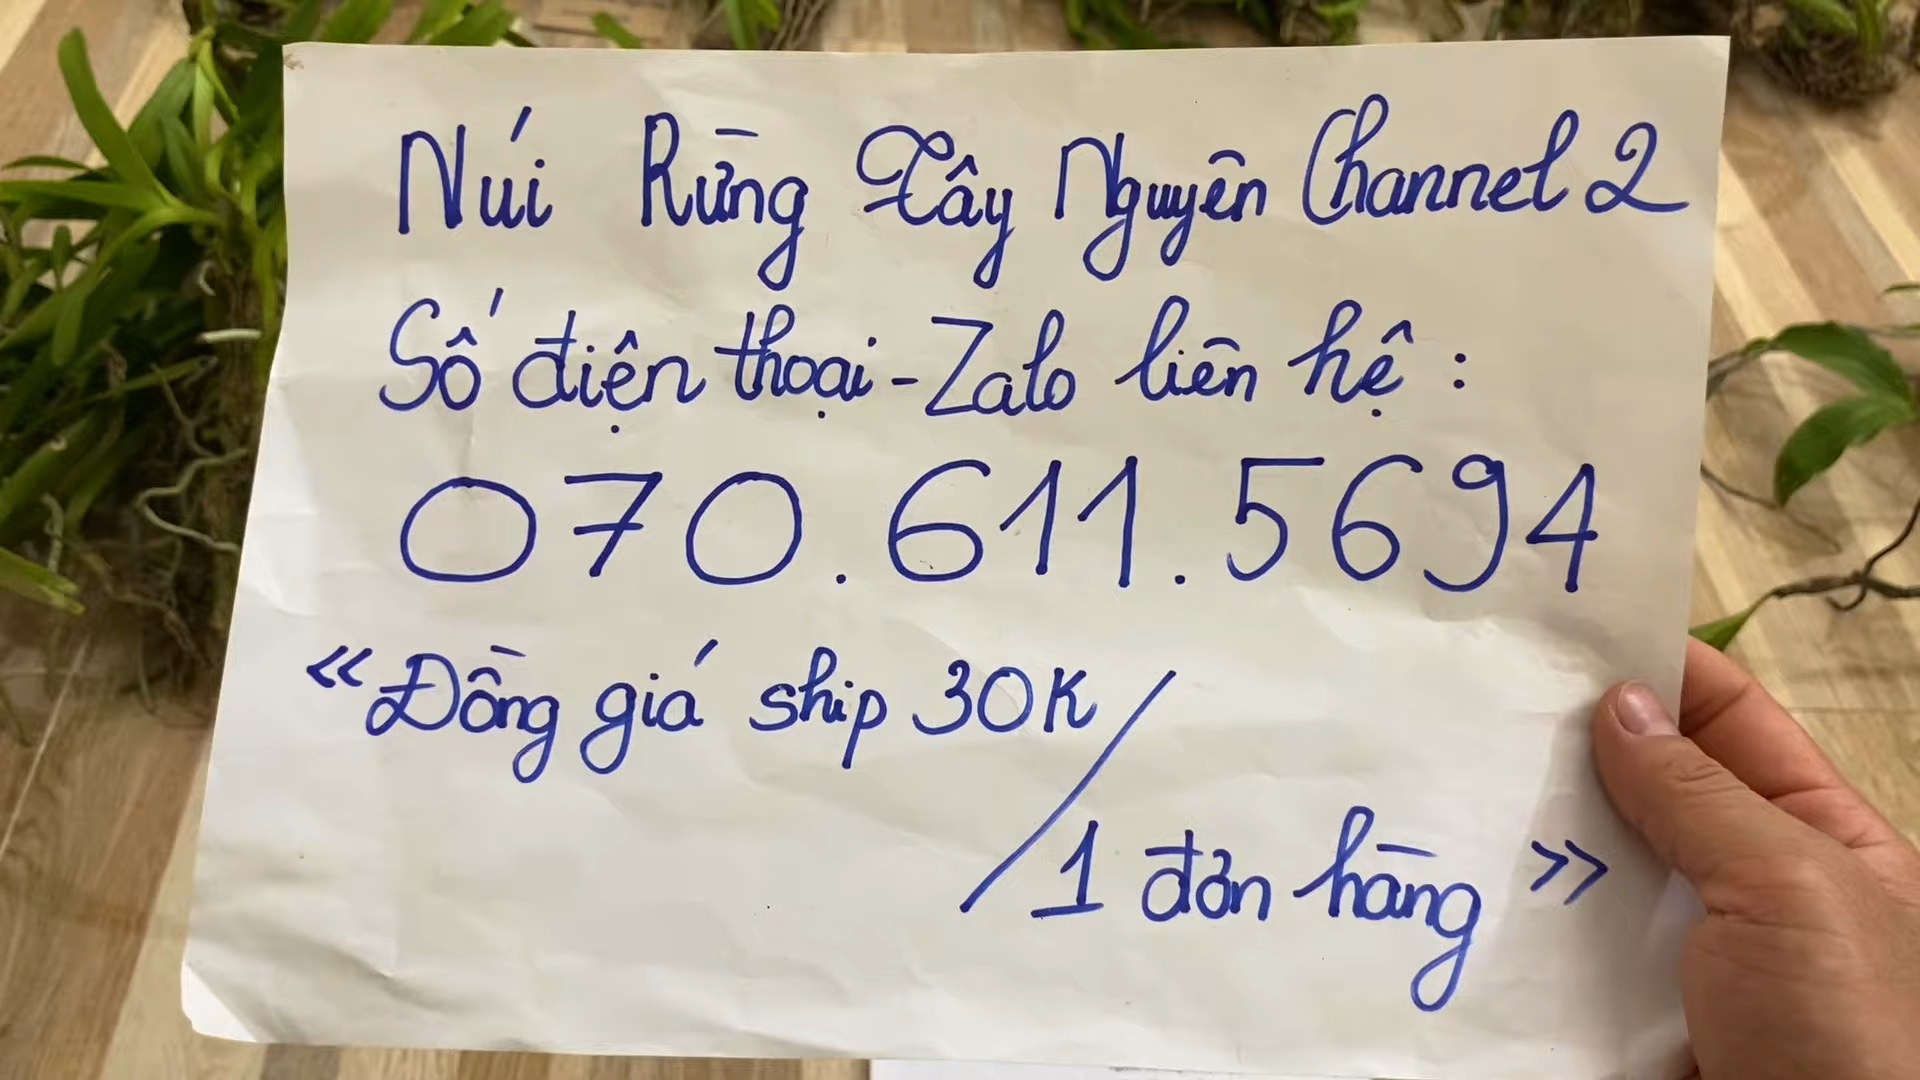 Núi Rừng Tây Nguyên Channel 2
Số điện thoại - Zalo liên hệ :
070.611.5694
« Đồng giá ship 30K /
1 đơn hàng »